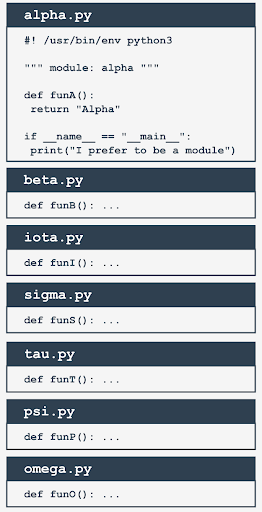 alpha.py
#! /usr/bin/env python3
""" module: alpha """
def funA():
return "Alpha"
if __name__ == "__main__":
print("I prefer to be a module")
beta.py
def funB(): ...
iota.py
def funI(): ...
sigma.py
def funS(): ...
tau.py
def funT(): ...
psi.py
def funP(): ...
omega.py
def funO(): ...